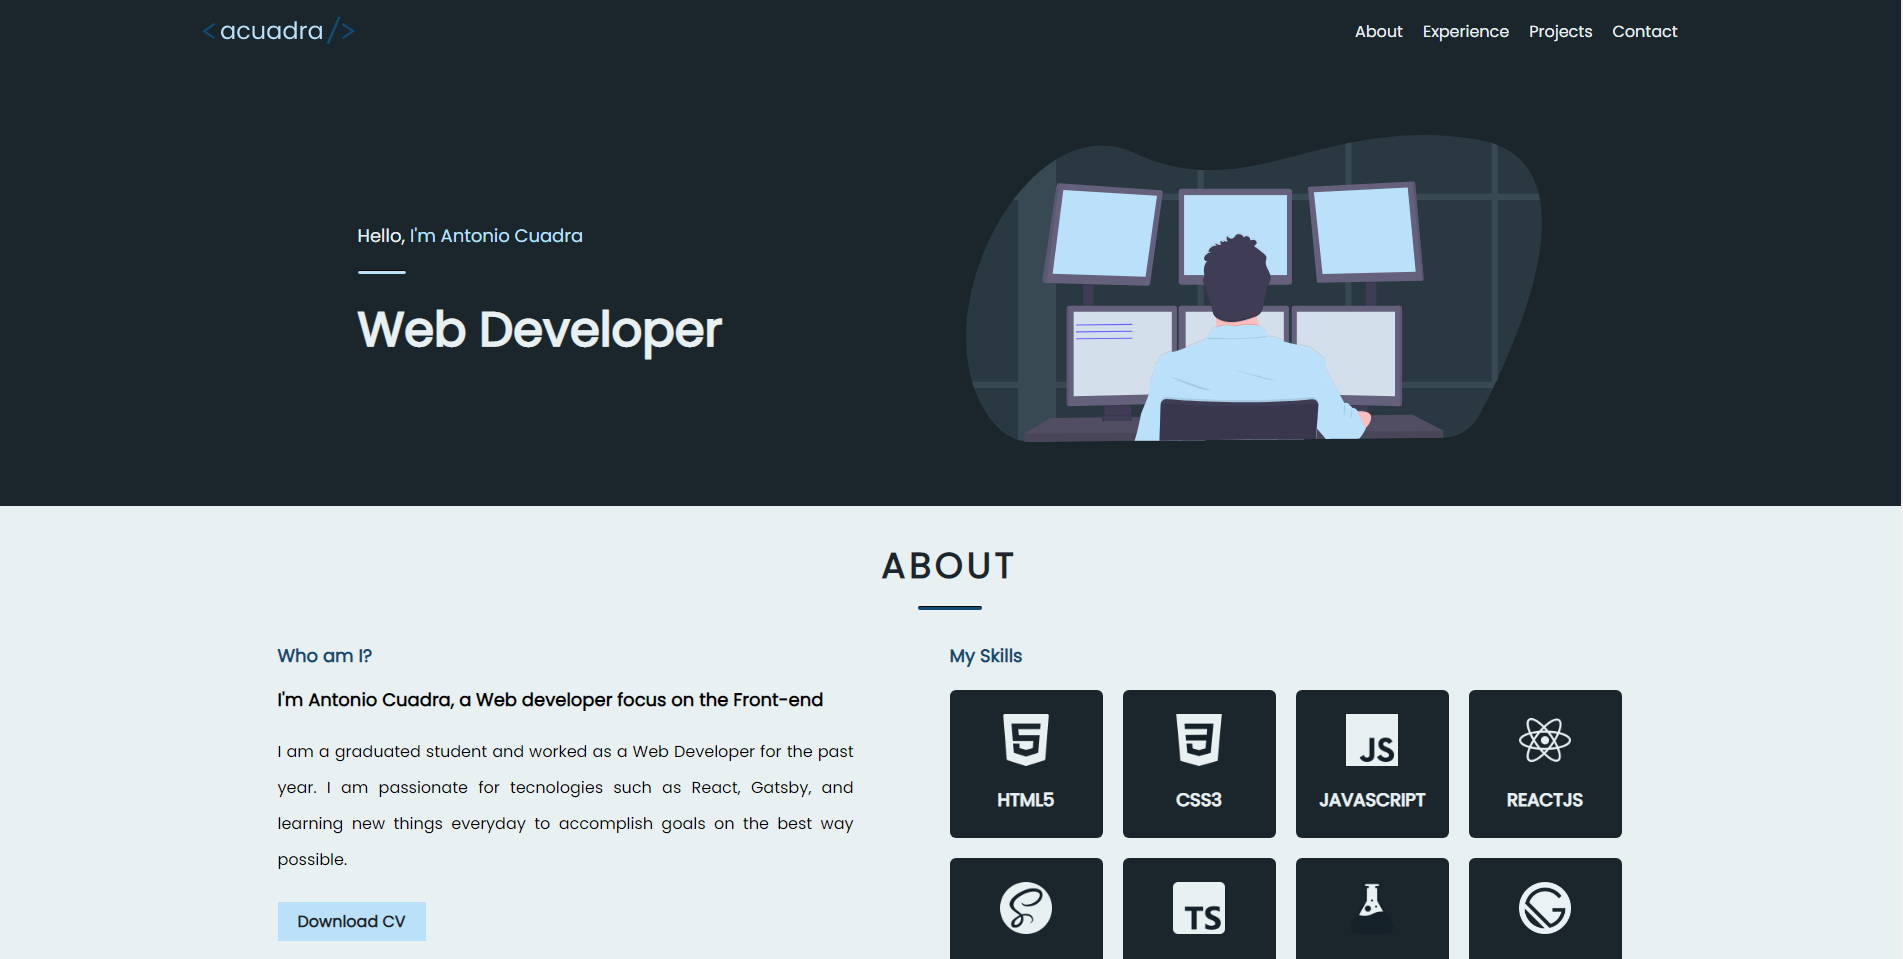 <acuadra/>
About Experience Projects Contact
Hello, I'm Antonio Cuadra
Web Developer
ABOUT
Who am I?
I'm Antonio Cuadra, a Web developer focus on the Front-end
I am a graduated student and worked as a Web Developer for the past
year. I am passionate for tecnologies such as React, Gatsby, and
learning new things everyday to accomplish goals on the best way
possible.
Download CV
My Skills
5
3
JS
HTML5
CSS3
JAVASCRIPT
REACTJS
TS
G